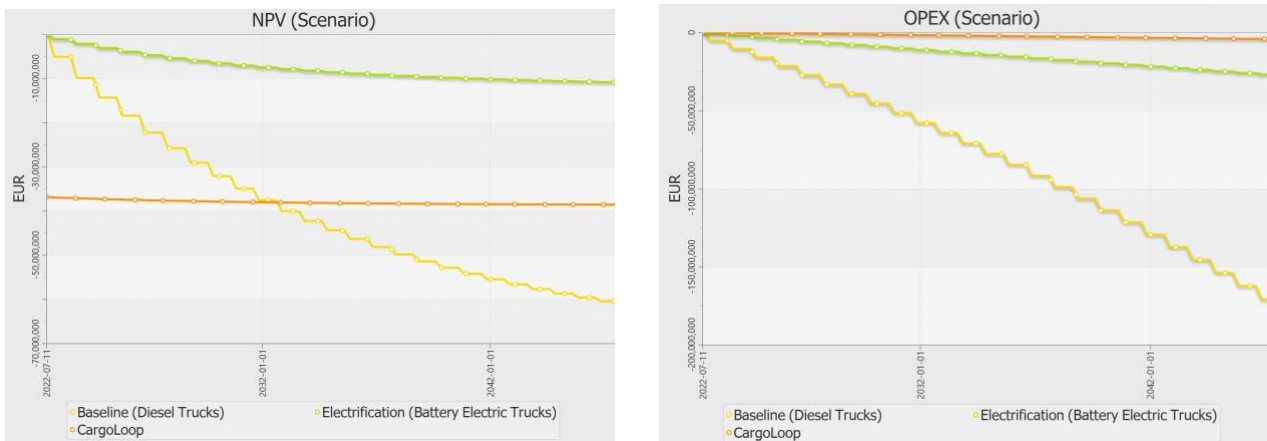 NPV (Scenario)
EUR
-10,000,000
-30,000,000
-50,000,000
-70,000,000
2022-07-11
2032-01-01
2042-01-01
Baseline (Diesel Trucks)
Electrification (Battery Electric Trucks)
CargoLoop
OPEX (Scenario)
EUR
0
-50,000,000
-100,000,000
-150,000,000
-200,000,000
2022-07-11
2032-01-01
2042-01-01
Baseline (Diesel Trucks)
Electrification (Battery Electric Trucks)
CargoLoop